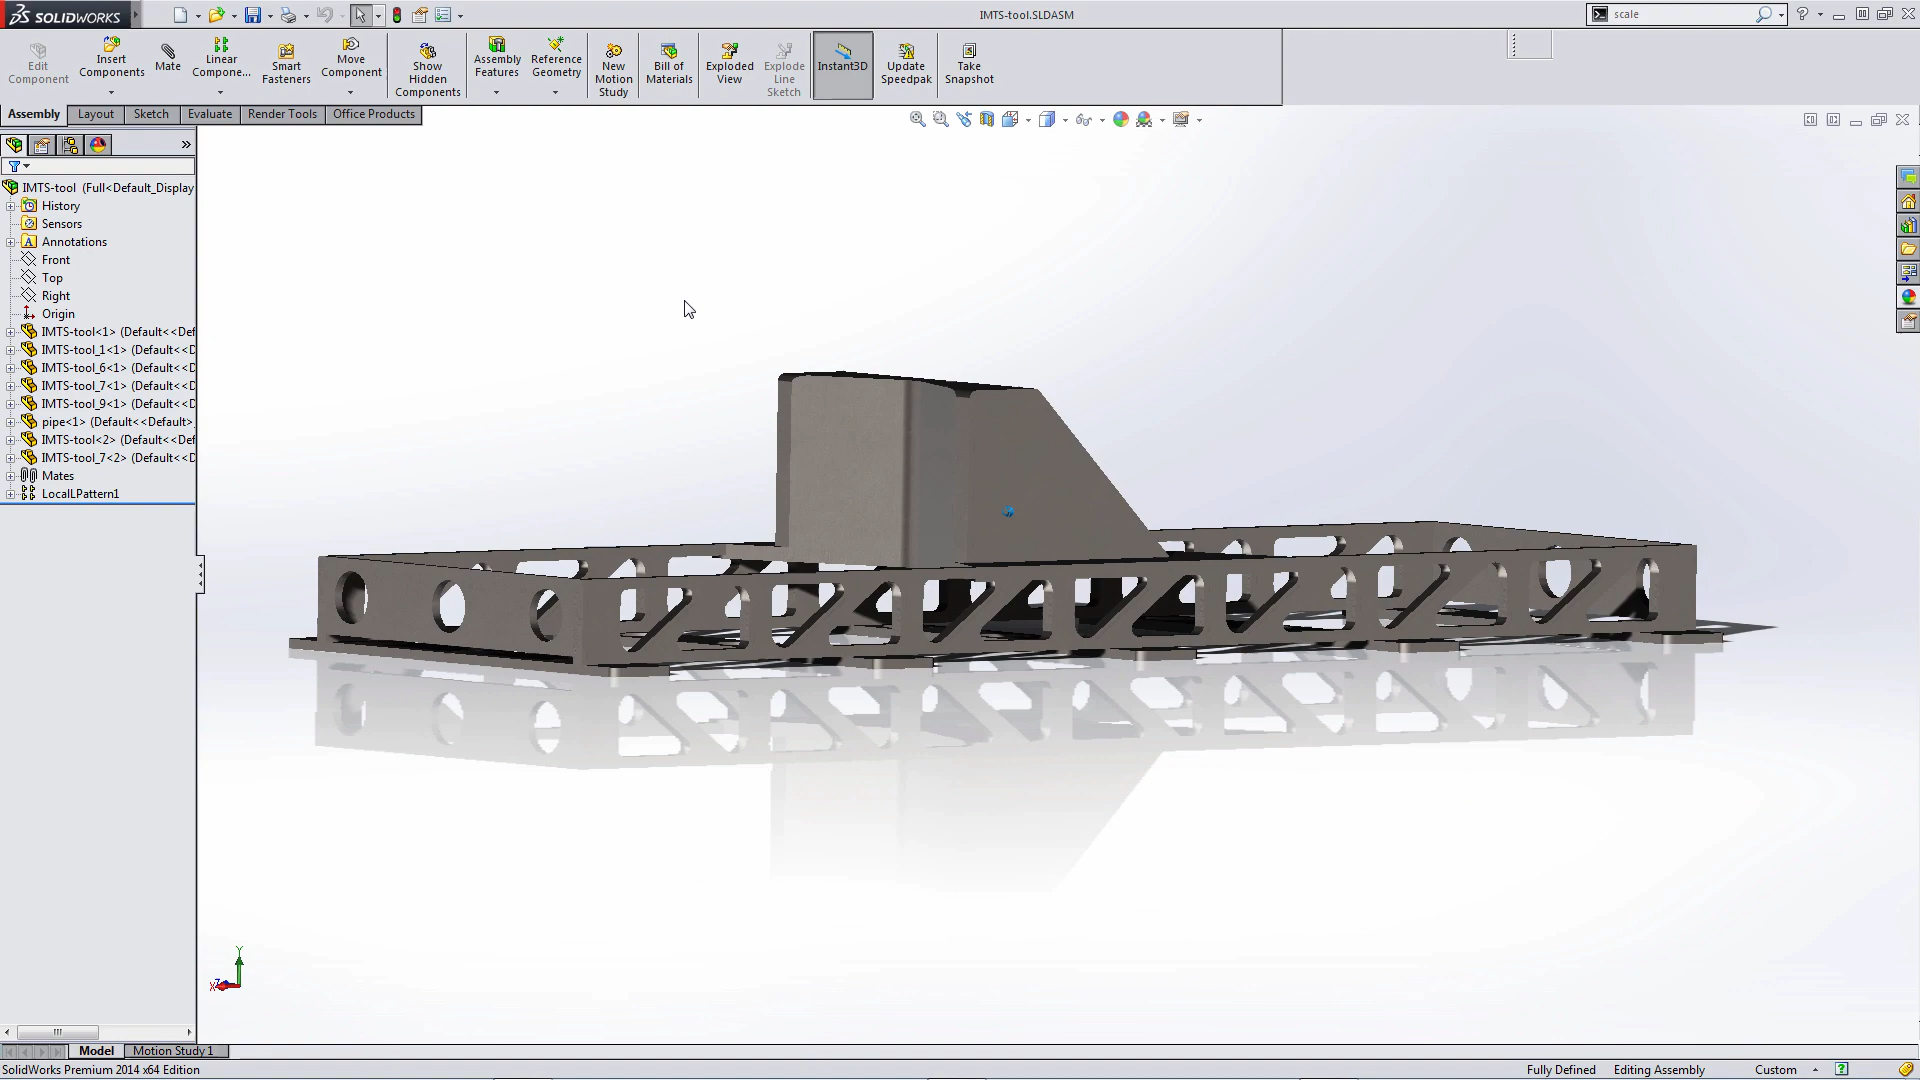 SOLIDWORKS
IMTS-tool.SLDASM
scale
Edit Component
Insert Components
Mate
Linear Compone...
Smart Fasteners
Move Component
Show Hidden Components
Assembly Features
Reference Geometry
New Motion Study
Bill of Materials
Exploded View
Explode Line Sketch
Instant3D
Update Speedpak
Take Snapshot
Assembly
Layout
Sketch
Evaluate
Render Tools
Office Products
IMTS-tool (Full<Default_Display
History
Sensors
Annotations
Front
Top
Right
Origin
IMTS-tool<1> (Default<<Def
IMTS-tool_1<1> (Default<<D
IMTS-tool_6<1> (Default<<D
IMTS-tool_7<1> (Default<<D
IMTS-tool_9<1> (Default<<D
pipe<1> (Default<<Default>
IMTS-tool<2> (Default<<Def
IMTS-tool_7<2> (Default<<D
Mates
LocalLPattern1
Y
X
Z
Model
Motion Study 1
SolidWorks Premium 2014 x64 Edition
Fully Defined
Editing Assembly
Custom